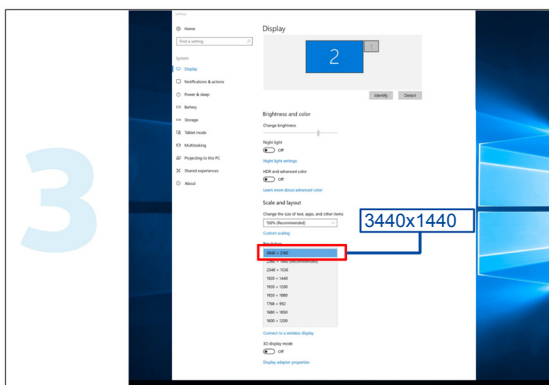 3
Settings
Home
Find a setting
System
Display
Notifications & actions
Power & sleep
Battery
Storage
Tablet mode
Multitasking
Projecting to this PC
Shared experiences
About
Display
2
1
Identify
Detect
Brightness and color
Change brightness
Night light
Off
Night light settings
HDR and advanced color
Off
Learn more about advanced color
Scale and layout
Change the size of text, apps, and other items
100% (Recommended)
Custom scaling
Resolution
2048 × 1536
1920 × 1440
1920 × 1200
1920 × 1080
1768 × 992
1680 × 1050
1600 × 1200
Connect to a wireless display
3D display mode
Off
Display adapter properties
3440x1440